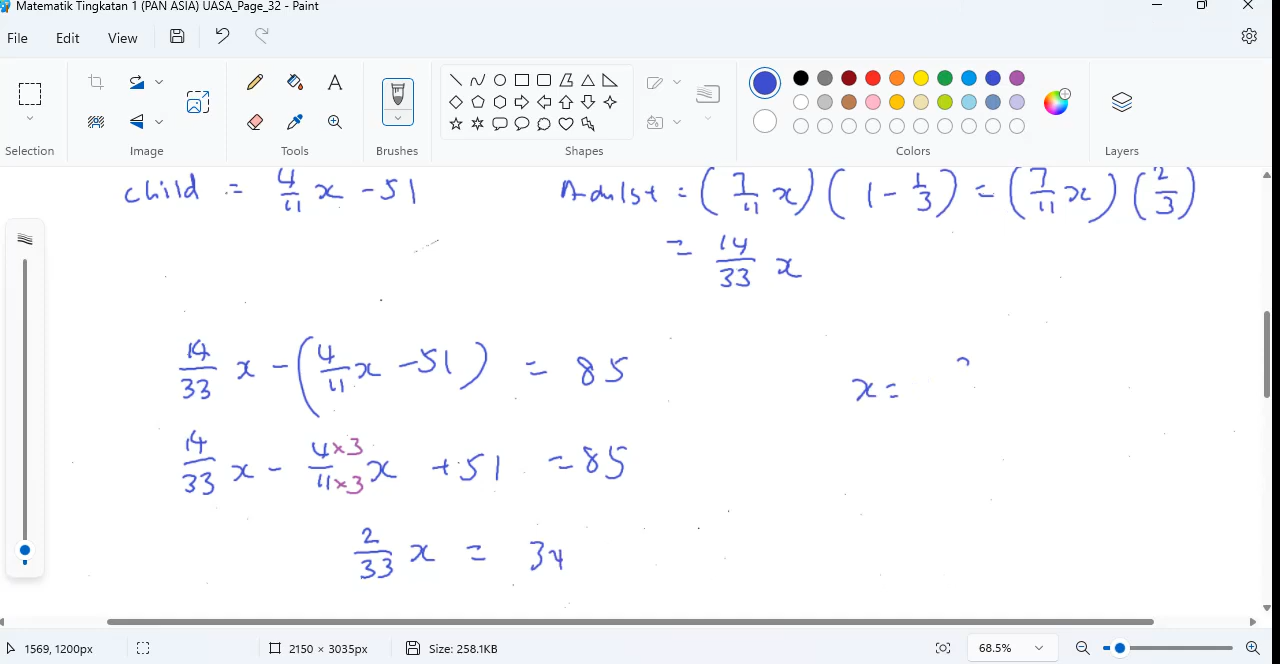 Matematik Tingkatan 1 (PAN ASIA) UASA_Page_32 - Paint
File Edit View
Selection Image Tools Brushes Shapes Colors Layers
child = 4/11 x - 51 Adulst = (7/11 x)(1 - 1/3) = (7/11 x)(2/3)
= 14/33 x
14/33 x - (4/11 x - 51) = 85
x =
14/33 x - 4×3/11×3 x + 51 = 85
2/33 x = 34
1569, 1200px 2150 × 3035px Size: 258.1KB 68.5%